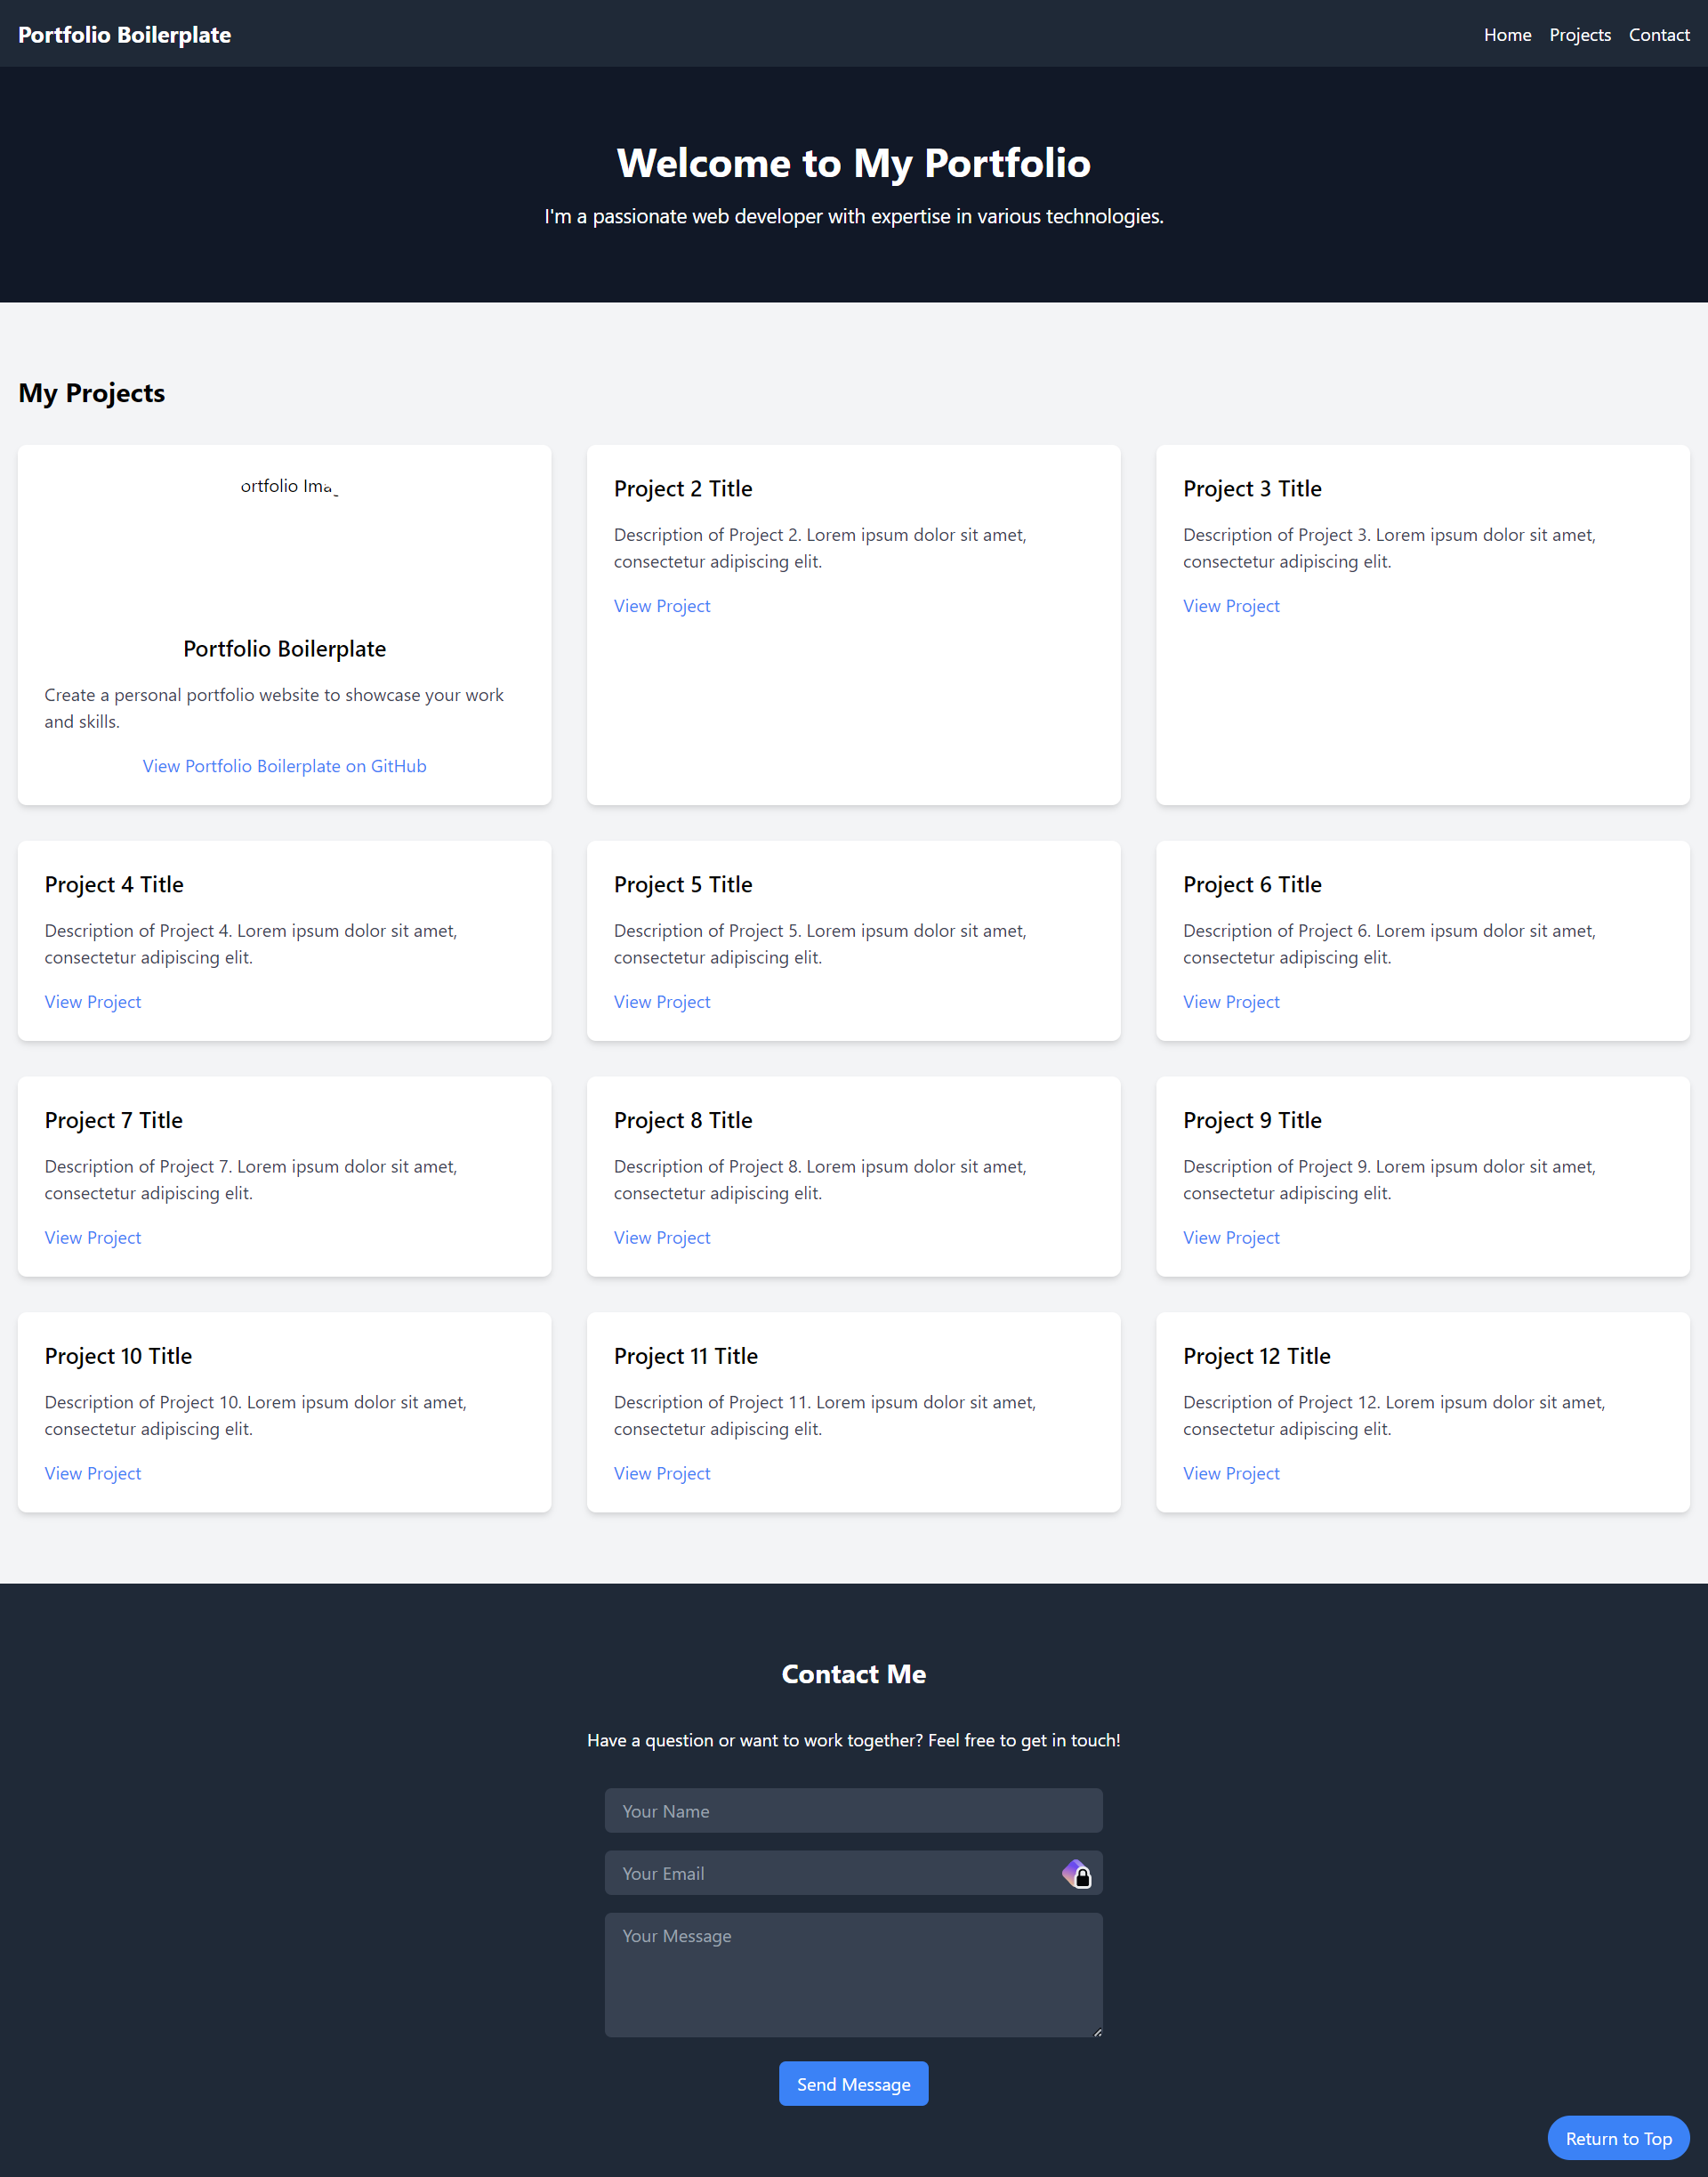 Portfolio Boilerplate
Home Projects Contact
Welcome to My Portfolio
I'm a passionate web developer with expertise in various technologies.
My Projects
ortfolio Ima
Portfolio Boilerplate
Create a personal portfolio website to showcase your work
and skills.
View Portfolio Boilerplate on GitHub
Project 2 Title
Description of Project 2. Lorem ipsum dolor sit amet,
consectetur adipiscing elit.
View Project
Project 3 Title
Description of Project 3. Lorem ipsum dolor sit amet,
consectetur adipiscing elit.
View Project
Project 4 Title
Description of Project 4. Lorem ipsum dolor sit amet,
consectetur adipiscing elit.
View Project
Project 5 Title
Description of Project 5. Lorem ipsum dolor sit amet,
consectetur adipiscing elit.
View Project
Project 6 Title
Description of Project 6. Lorem ipsum dolor sit amet,
consectetur adipiscing elit.
View Project
Project 7 Title
Description of Project 7. Lorem ipsum dolor sit amet,
consectetur adipiscing elit.
View Project
Project 8 Title
Description of Project 8. Lorem ipsum dolor sit amet,
consectetur adipiscing elit.
View Project
Project 9 Title
Description of Project 9. Lorem ipsum dolor sit amet,
consectetur adipiscing elit.
View Project
Project 10 Title
Description of Project 10. Lorem ipsum dolor sit amet,
consectetur adipiscing elit.
View Project
Project 11 Title
Description of Project 11. Lorem ipsum dolor sit amet,
consectetur adipiscing elit.
View Project
Project 12 Title
Description of Project 12. Lorem ipsum dolor sit amet,
consectetur adipiscing elit.
View Project
Contact Me
Have a question or want to work together? Feel free to get in touch!
Your Name
Your Email
Your Message
Send Message
Return to Top